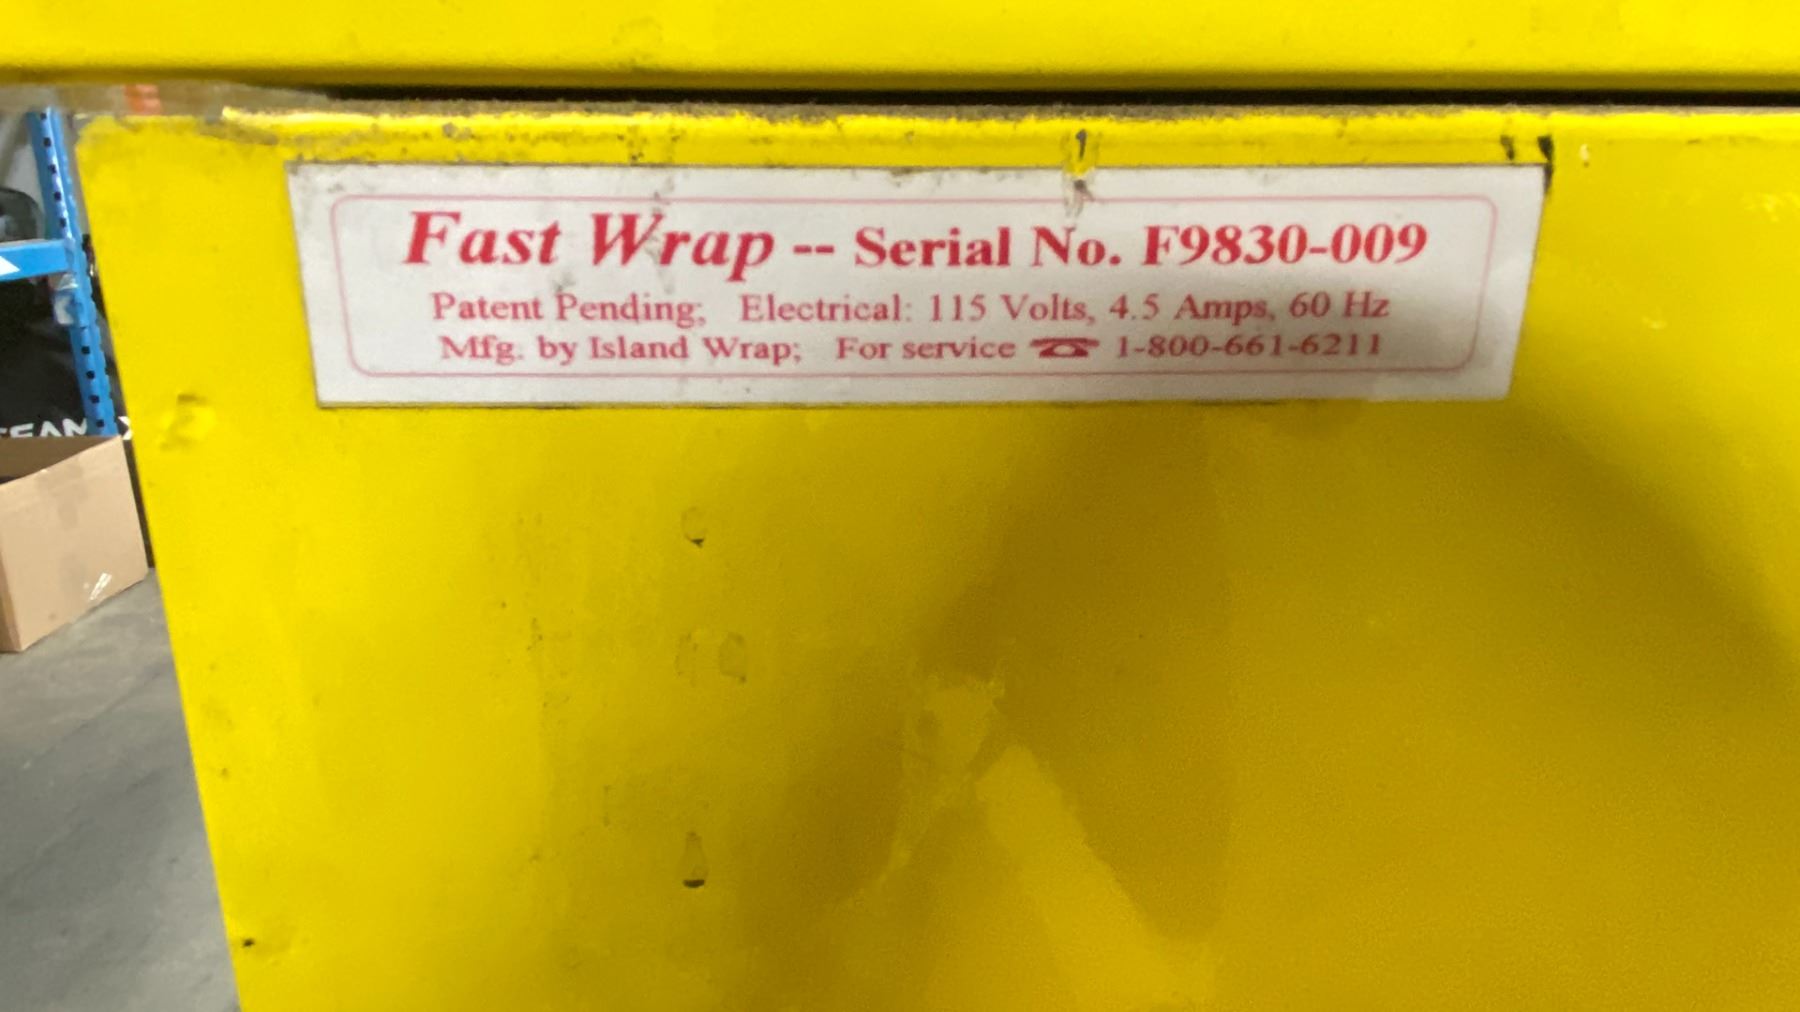 Fast Wrap -- Serial No. F9830-009
Patent Pending; Electrical: 115 Volts, 4.5 Amps, 60 Hz
Mfg. by Island Wrap; For service ☎ 1-800-661-6211